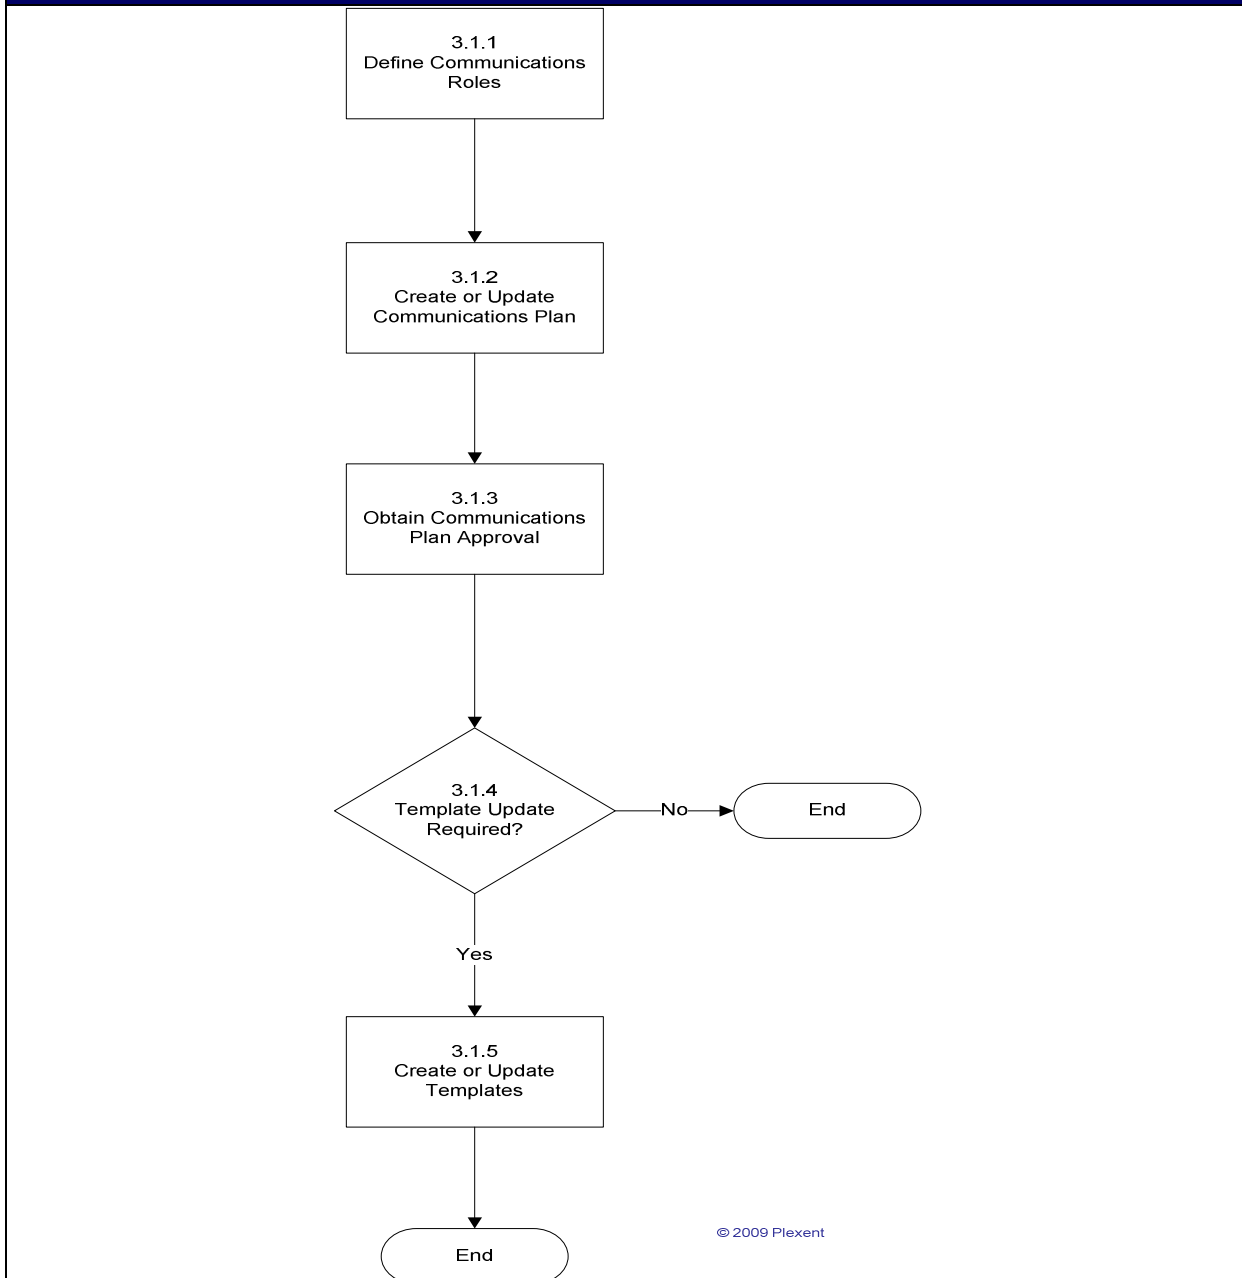 3.1.1
Define Communications
Roles
3.1.2
Create or Update
Communications Plan
3.1.3
Obtain Communications
Plan Approval
3.1.4
Template Update
Required?
No
End
Yes
3.1.5
Create or Update
Templates
© 2009 Plexent
End